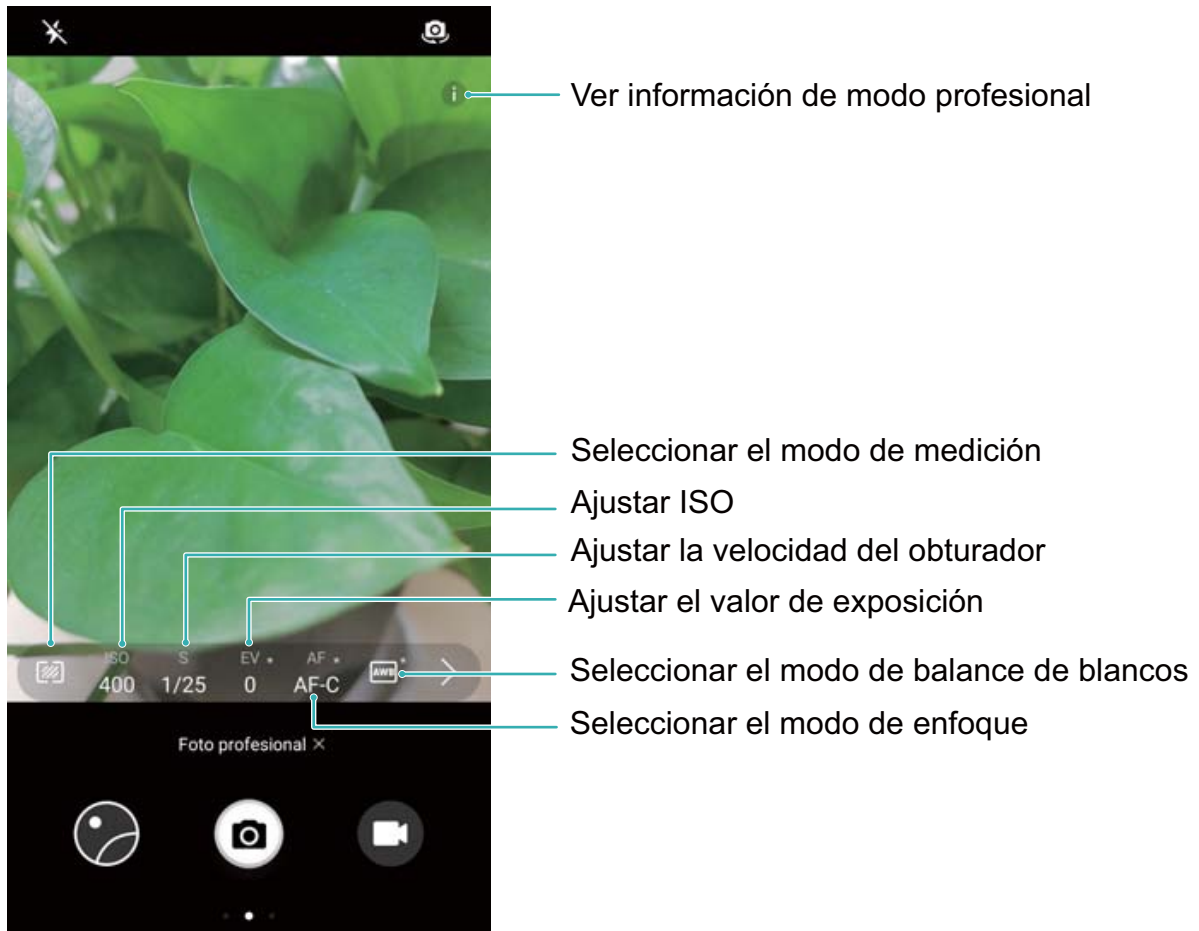 Ver información de modo profesional
Seleccionar el modo de medición
Ajustar ISO
Ajustar la velocidad del obturador
Ajustar el valor de exposición
ISO S EV AF
400 1/25 0 AF-C AWB
Seleccionar el modo de balance de blancos
Seleccionar el modo de enfoque
Foto profesional ×